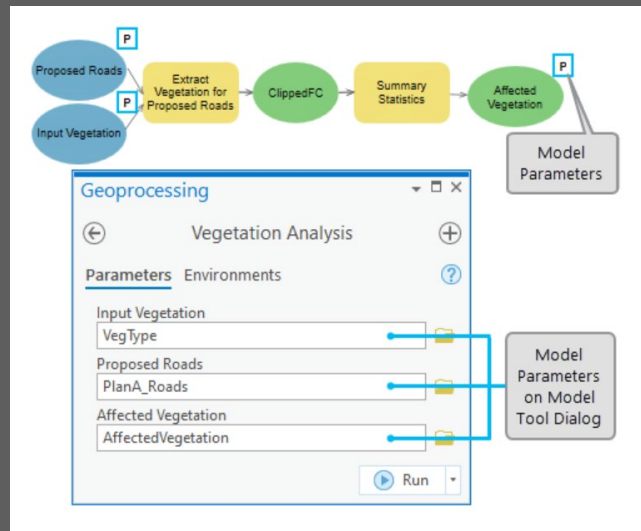 P
Proposed Roads
P
Input Vegetation
Extract
Vegetation for
Proposed Roads
ClippedFC
Summary
Statistics
Affected
Vegetation
P
Model
Parameters
Geoprocessing
Vegetation Analysis
Parameters Environments
?
Input Vegetation
VegType
Proposed Roads
PlanA_Roads
Affected Vegetation
AffectedVegetation
Run
Model
Parameters
on Model
Tool Dialog